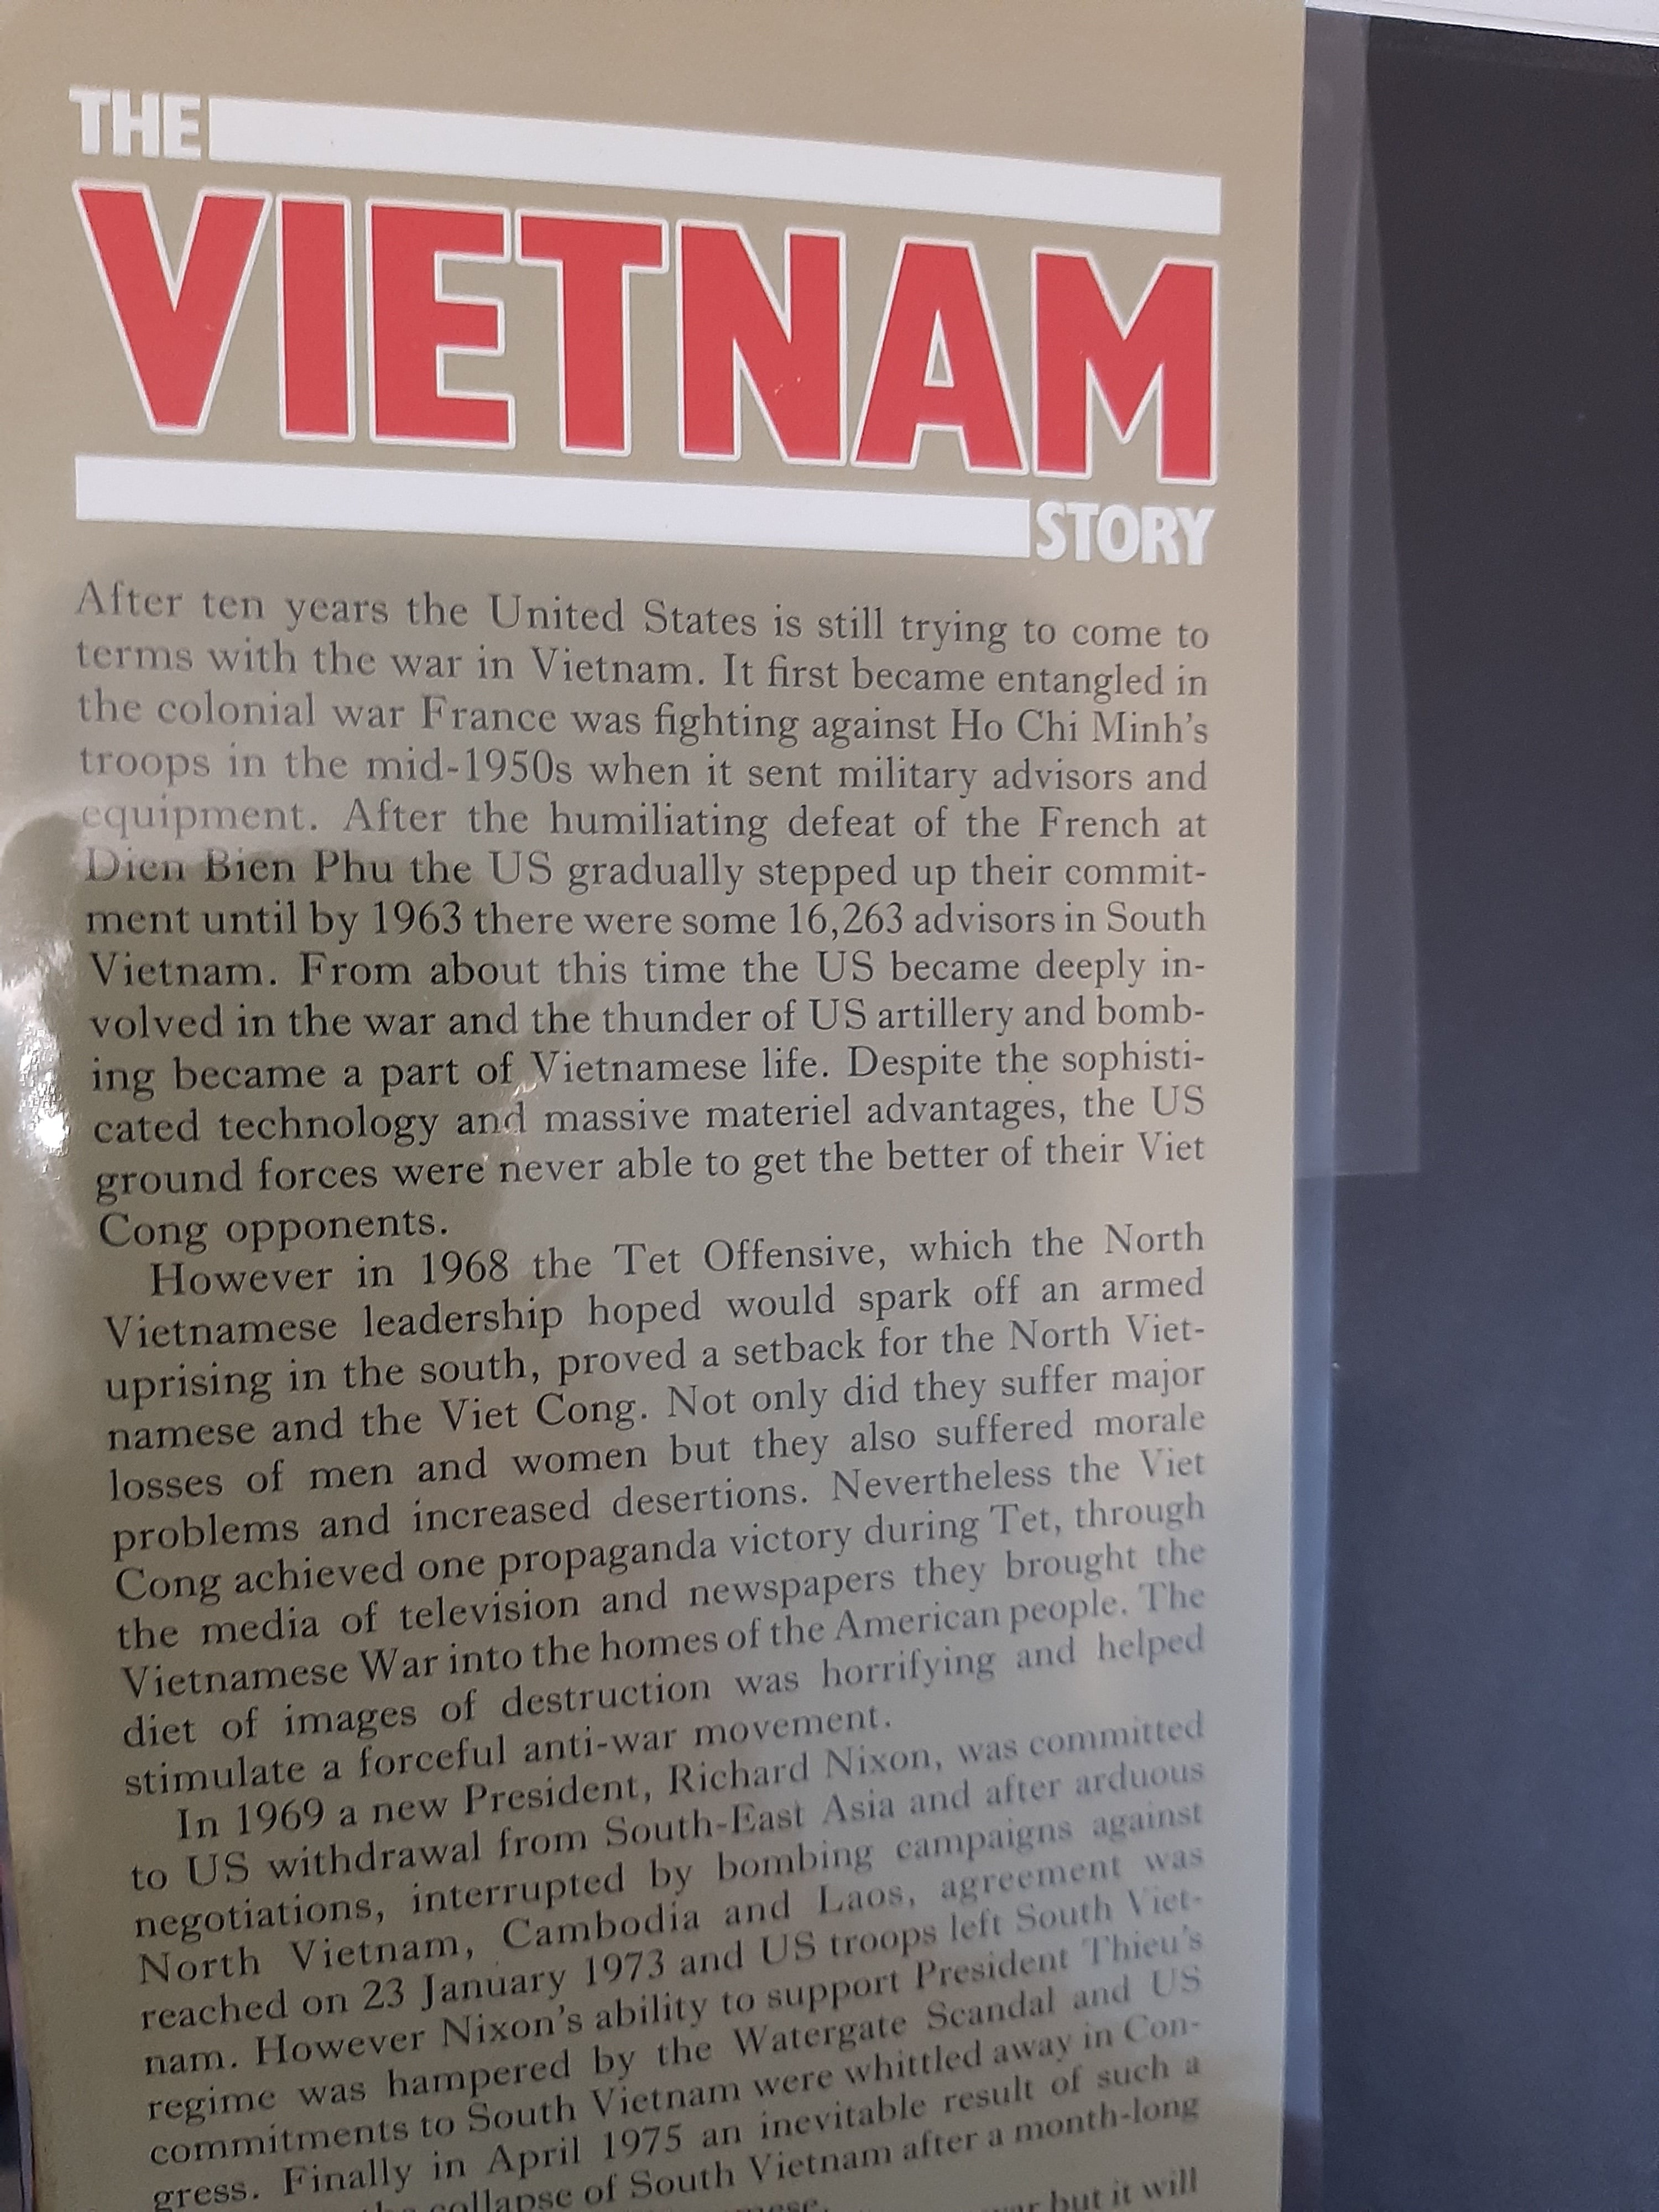 THE
VIETNAM
STORY
After ten years the United States is still trying to come to
terms with the war in Vietnam. It first became entangled in
the colonial war France was fighting against Ho Chi Minh's
troops in the mid-1950s when it sent military advisors and
equipment. After the humiliating defeat of the French at
Dien Bien Phu the US gradually stepped up their commit-
ment until by 1963 there were some 16,263 advisors in South
Vietnam. From about this time the US became deeply in-
volved in the war and the thunder of US artillery and bomb-
ing became a part of Vietnamese life. Despite the sophisti-
cated technology and massive materiel advantages, the US
ground forces were never able to get the better of their Viet
Cong opponents.
However in 1968 the Tet Offensive, which the North
Vietnamese leadership hoped would spark off an armed
uprising in the south, proved a setback for the North Viet-
namese and the Viet Cong. Not only did they suffer major
losses of men and women but they also suffered morale
problems and increased desertions. Nevertheless the Viet
Cong achieved one propaganda victory during Tet, through
the media of television and newspapers they brought the
Vietnamese War into the homes of the American people. The
diet of images of destruction was horrifying and helped
stimulate a forceful anti-war movement.
In 1969 a new President, Richard Nixon, was committed
to US withdrawal from South-East Asia and after arduous
negotiations, interrupted by bombing campaigns against
North Vietnam, Cambodia and Laos, agreement was
reached on 23 January 1973 and US troops left South Viet-
nam. However Nixon's ability to support President Thieu's
regime was hampered by the Watergate Scandal and US
commitments to South Vietnam were whittled away in Con-
gress. Finally in April 1975 an inevitable result of such a
collapse of South Vietnam after a month-long
but it will